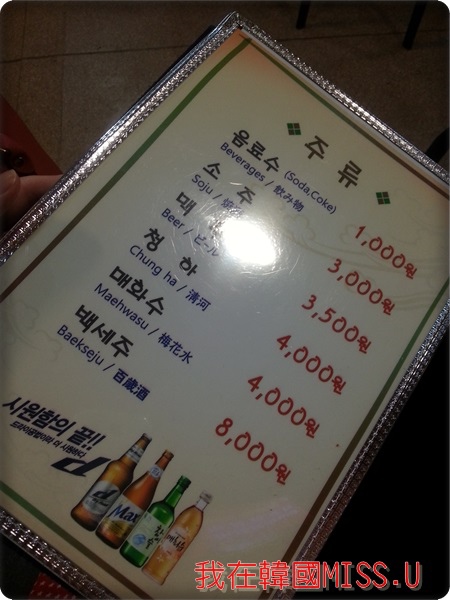 주 류
음료수 (Soda.Coke)
Beverages / 飲み物
1,000원
소 주
Soju /
3,000원
맥
Beer / ビール
3,500원
청 하
Chung ha / 清河
4,000원
매화수
Maehwasu / 梅花水
4,000원
백세주
Baekseju / 百歳酒
8,000원
시원함의 끝!!
Max
我在韓國MISS.U